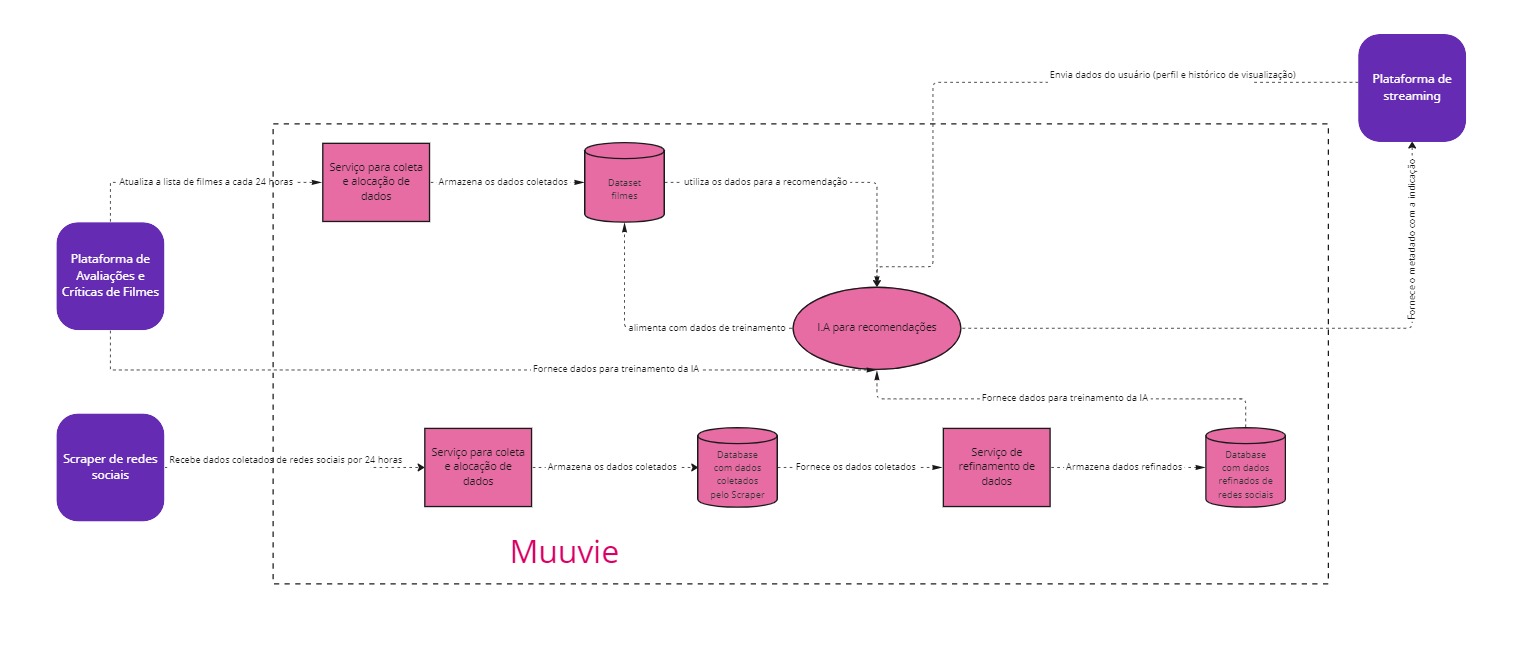 Envia dados do usuário (perfil e histórico de visualização)
Plataforma de
streaming
Atualiza a lista de filmes a cada 24 horas
Serviço para coleta
e alocação de
dados
Armazena os dados coletados
Dataset
filmes
utiliza os dados para a recomendação
Fornece o metadado com a indicação
Plataforma de
Avaliações e
Críticas de Filmes
alimenta com dados de treinamento
I.A para recomendações
Fornece dados para treinamento da IA
Fornece dados para treinamento da IA
Scraper de redes
sociais
Recebe dados coletados de redes sociais por 24 horas
Serviço para coleta
e alocação de
dados
Armazena os dados coletados
Database
com dados
coletados
pelo Scraper
Fornece os dados coletados
Serviço de
refinamento de
dados
Armazena dados refinados
Database
com dados
refinados de
redes sociais
Muuvie